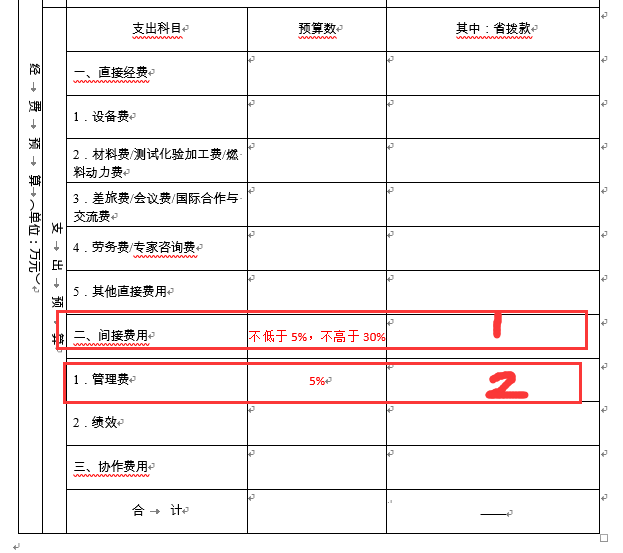 经费预算（单位：万元）
支出预算
支出科目 预算数 其中：省拨款
一、直接经费
1．设备费
2．材料费/测试化验加工费/燃
料动力费
3．差旅费/会议费/国际合作与
交流费
4．劳务费/专家咨询费
5．其他直接费用
二、间接费用 不低于 5%，不高于 30% 1
1．管理费 5% 2
2．绩效
三、协作费用
合 计 ——